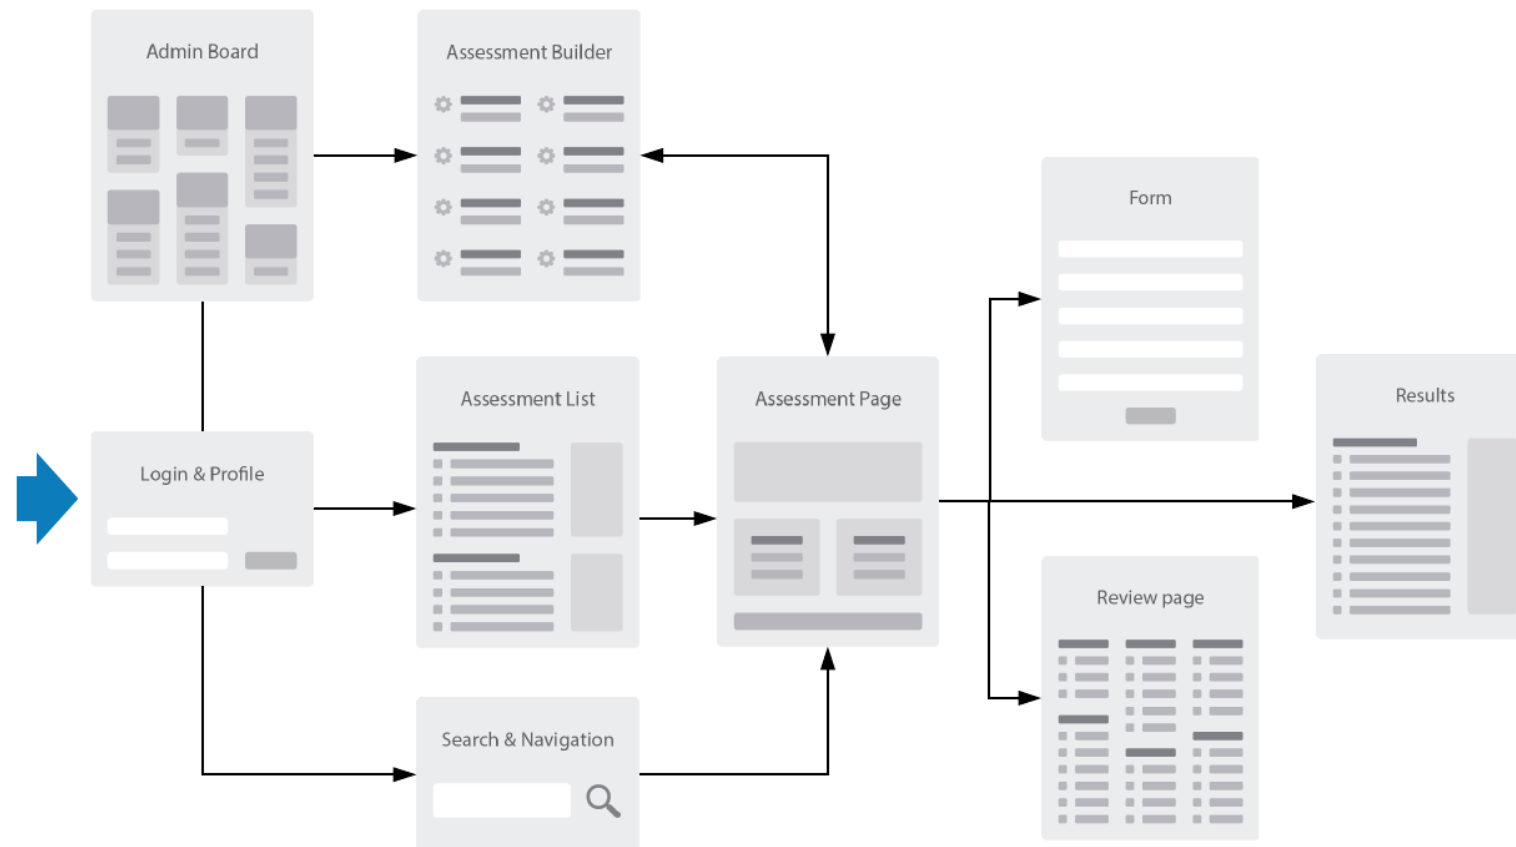 Admin Board
Assessment Builder
Form
Assessment List
Assessment Page
Results
Login & Profile
Review page
Search & Navigation